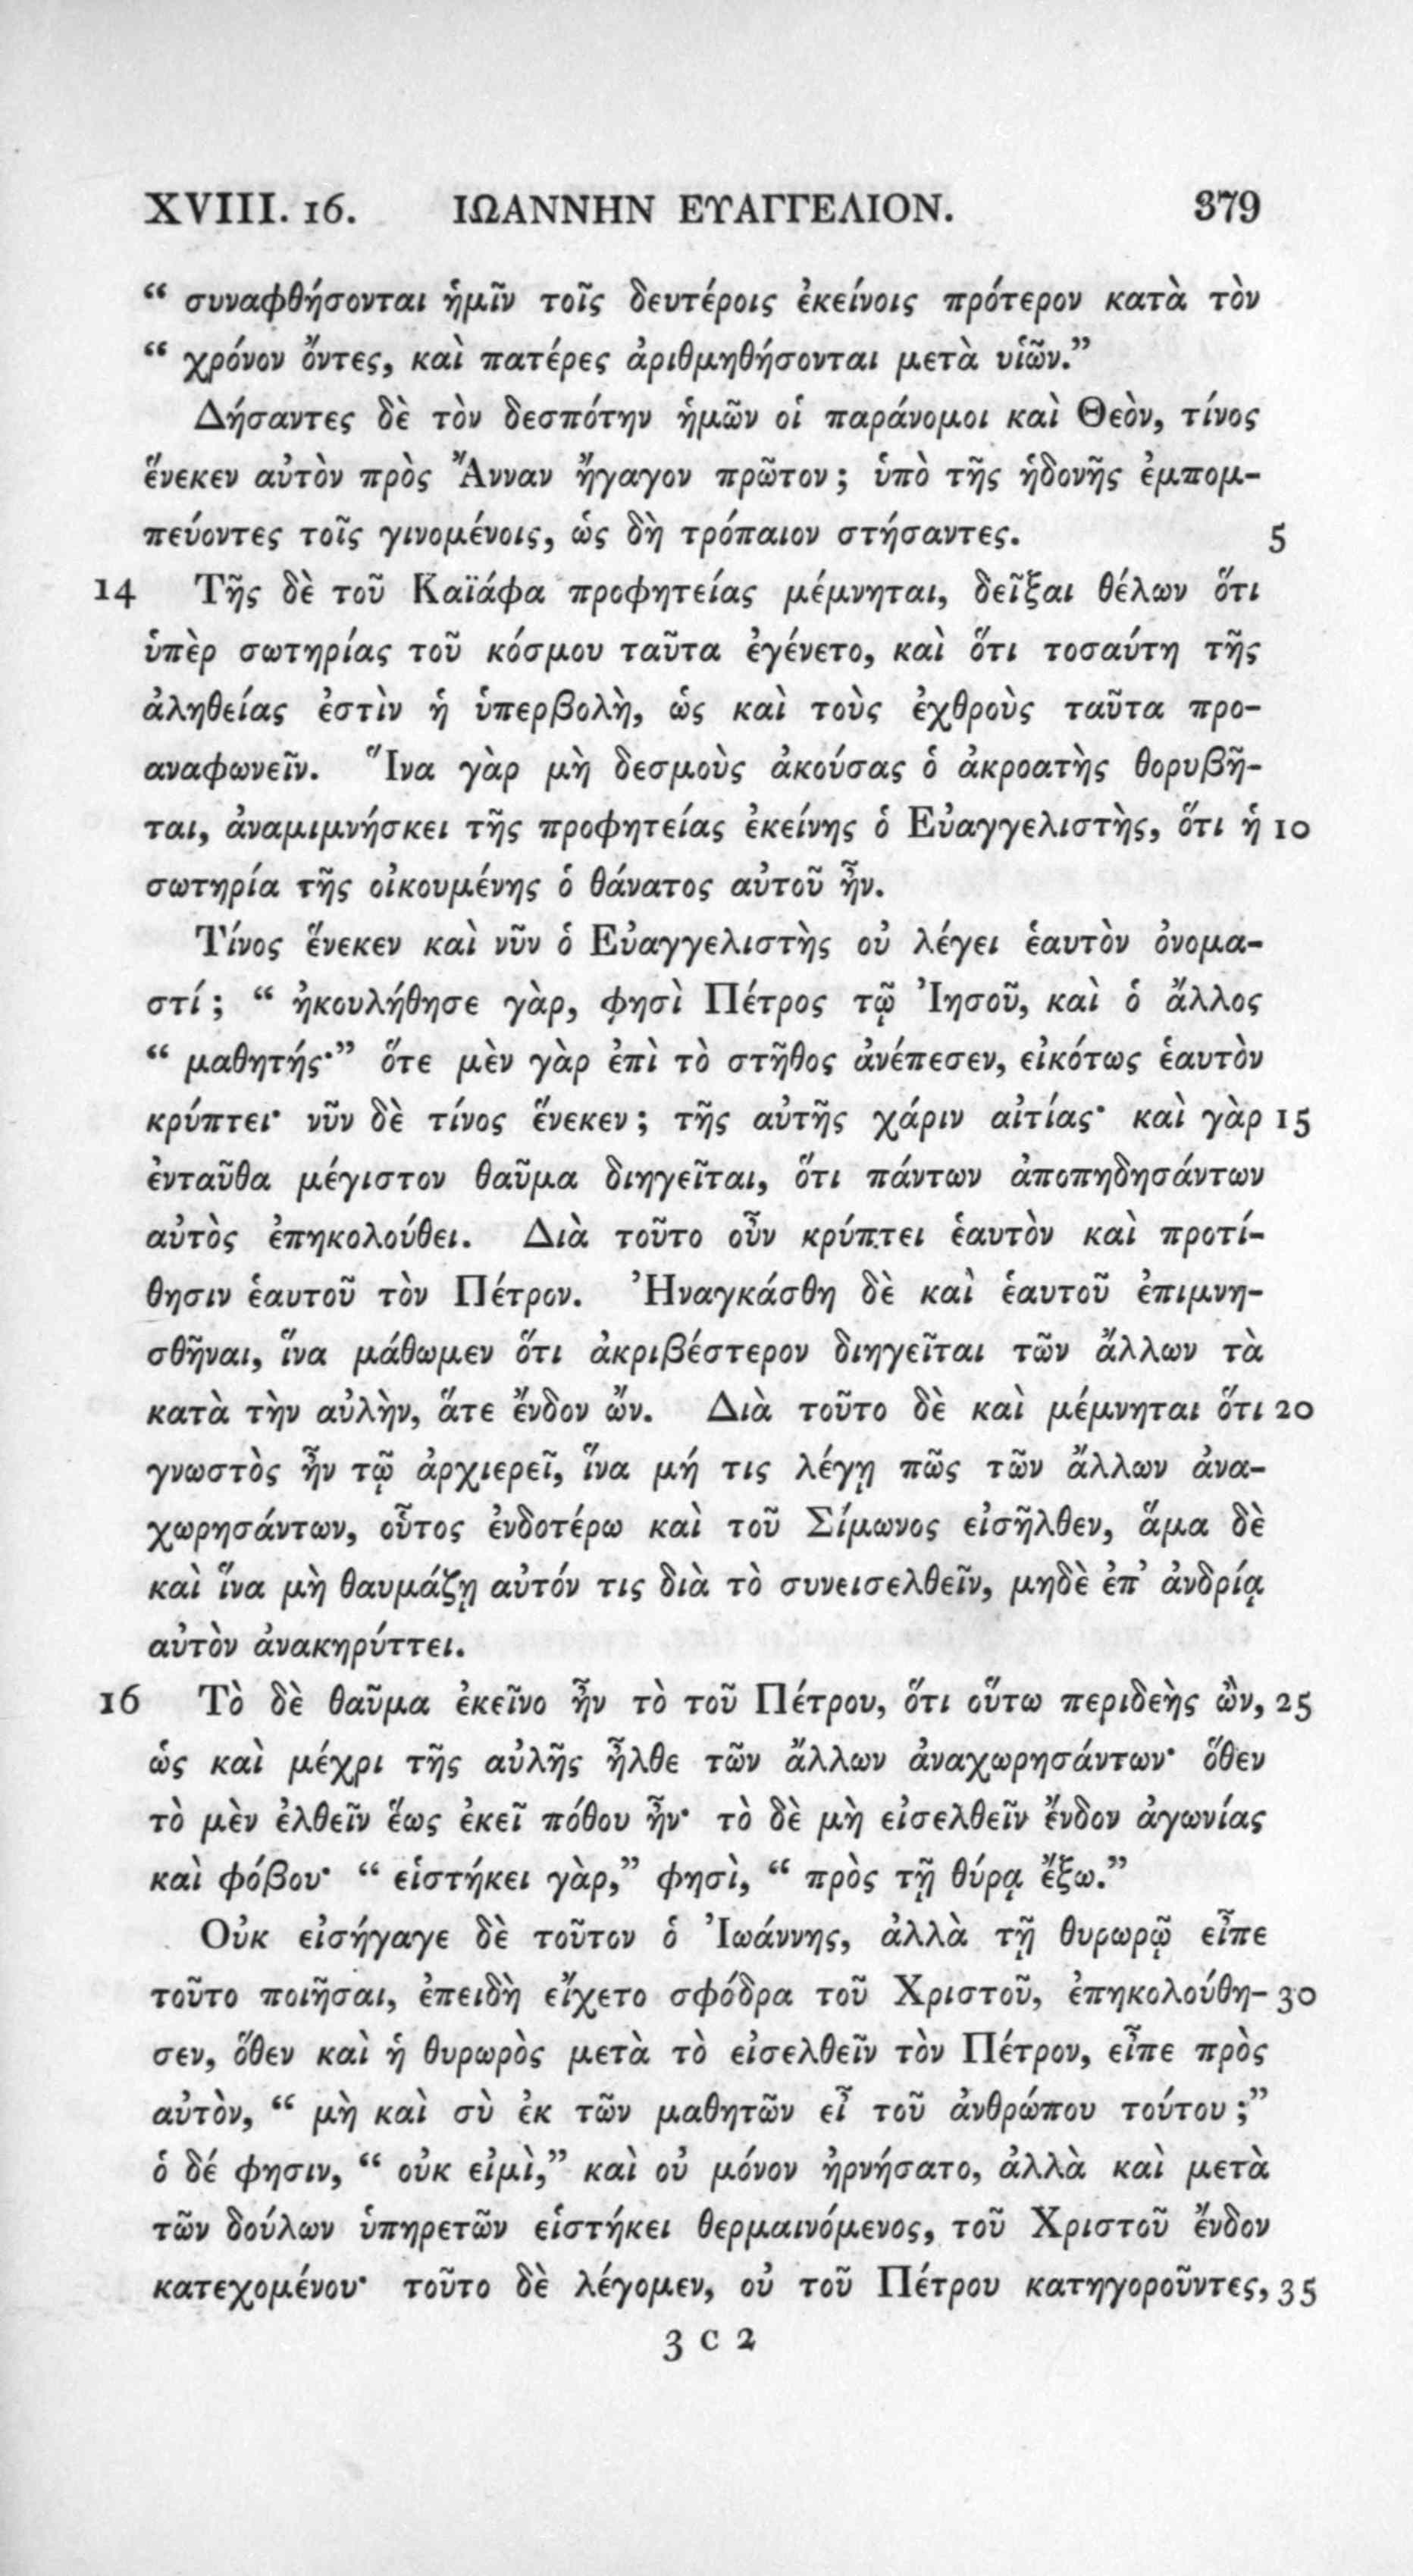 XVIII. 16. ΙΩΑΝΝΗΝ ΕΥΑΓΓΕΛΙΟΝ. 379
“ συναφθήσονται ἡμῖν τοῖς δευτέροις ἐκείνοις πρότερον κατὰ τὸν
“ χρόνον ὄντες, καὶ πατέρες ἀριθμηθήσονται μετὰ υἱῶν.”
Δήσαντες δὲ τὸν δεσπότην ἡμῶν οἱ παράνομοι καὶ Θεὸν, τίνος
ἕνεκεν αὐτὸν πρὸς Ἄνναν ἤγαγον πρῶτον; ὑπὸ τῆς ἡδονῆς ἐμπομ-
πεύοντες τοῖς γινομένοις, ὡς δὴ τρόπαιον στήσαντες. 5
14 Τῆς δὲ τοῦ Καϊάφα προφητείας μέμνηται, δεῖξαι θέλων ὅτι
ὑπὲρ σωτηρίας τοῦ κόσμου ταῦτα ἐγένετο, καὶ ὅτι τοσαύτη τῆς
ἀληθείας ἐστὶν ἡ ὑπερβολὴ, ὡς καὶ τοὺς ἐχθροὺς ταῦτα προ-
αναφωνεῖν. Ἵνα γὰρ μὴ δεσμοὺς ἀκούσας ὁ ἀκροατὴς θορυβῆ-
ται, ἀναμιμνήσκει τῆς προφητείας ἐκείνης ὁ Εὐαγγελιστὴς, ὅτι ἡ 10
σωτηρία τῆς οἰκουμένης ὁ θάνατος αὐτοῦ ἦν.
Τίνος ἕνεκεν καὶ νῦν ὁ Εὐαγγελιστὴς οὐ λέγει ἑαυτὸν ὀνομα-
στί; “ ἠκουλήθησε γὰρ, φησὶ Πέτρος τῷ Ἰησοῦ, καὶ ὁ ἄλλος
“ μαθητής·” ὅτε μὲν γὰρ ἐπὶ τὸ στῆθος ἀνέπεσεν, εἰκότως ἑαυτὸν
κρύπτει· νῦν δὲ τίνος ἕνεκεν; τῆς αὐτῆς χάριν αἰτίας· καὶ γὰρ 15
ἐνταῦθα μέγιστον θαῦμα διηγεῖται, ὅτι πάντων ἀποπηδησάντων
αὐτὸς ἐπηκολούθει. Διὰ τοῦτο οὖν κρύπτει ἑαυτὸν καὶ προτί-
θησιν ἑαυτοῦ τὸν Πέτρον. Ἠναγκάσθη δὲ καὶ ἑαυτοῦ ἐπιμνη-
σθῆναι, ἵνα μάθωμεν ὅτι ἀκριβέστερον διηγεῖται τῶν ἄλλων τὰ
κατὰ τὴν αὐλὴν, ἅτε ἔνδον ὤν. Διὰ τοῦτο δὲ καὶ μέμνηται ὅτι 20
γνωστὸς ἦν τῷ ἀρχιερεῖ, ἵνα μή τις λέγῃ πῶς τῶν ἄλλων ἀνα-
χωρησάντων, οὗτος ἐνδοτέρω καὶ τοῦ Σίμωνος εἰσῆλθεν, ἅμα δὲ
καὶ ἵνα μὴ θαυμάζῃ αὐτόν τις διὰ τὸ συνεισελθεῖν, μηδὲ ἐπ’ ἀνδρίᾳ
αὐτὸν ἀνακηρύττει.
16 Τὸ δὲ θαῦμα ἐκεῖνο ἦν τὸ τοῦ Πέτρου, ὅτι οὕτω περιδεὴς ὢν, 25
ὡς καὶ μέχρι τῆς αὐλῆς ἦλθε τῶν ἄλλων ἀναχωρησάντων· ὅθεν
τὸ μὲν ἐλθεῖν ἕως ἐκεῖ πόθου ἦν· τὸ δὲ μὴ εἰσελθεῖν ἔνδον ἀγωνίας
καὶ φόβου· “ εἱστήκει γὰρ,” φησὶ, “ πρὸς τῇ θύρᾳ ἔξω.”
Οὐκ εἰσήγαγε δὲ τοῦτον ὁ Ἰωάννης, ἀλλὰ τῇ θυρωρῷ εἶπε
τοῦτο ποιῆσαι, ἐπειδὴ εἴχετο σφόδρα τοῦ Χριστοῦ, ἐπηκολούθη- 30
σεν, ὅθεν καὶ ἡ θυρωρὸς μετὰ τὸ εἰσελθεῖν τὸν Πέτρον, εἶπε πρὸς
αὐτὸν, “ μὴ καὶ σὺ ἐκ τῶν μαθητῶν εἶ τοῦ ἀνθρώπου τούτου;”
ὁ δέ φησιν, “ οὐκ εἰμὶ,” καὶ οὐ μόνον ἠρνήσατο, ἀλλὰ καὶ μετὰ
τῶν δούλων ὑπηρετῶν εἱστήκει θερμαινόμενος, τοῦ Χριστοῦ ἔνδον
κατεχομένου· τοῦτο δὲ λέγομεν, οὐ τοῦ Πέτρου κατηγοροῦντες, 35
3 C 2